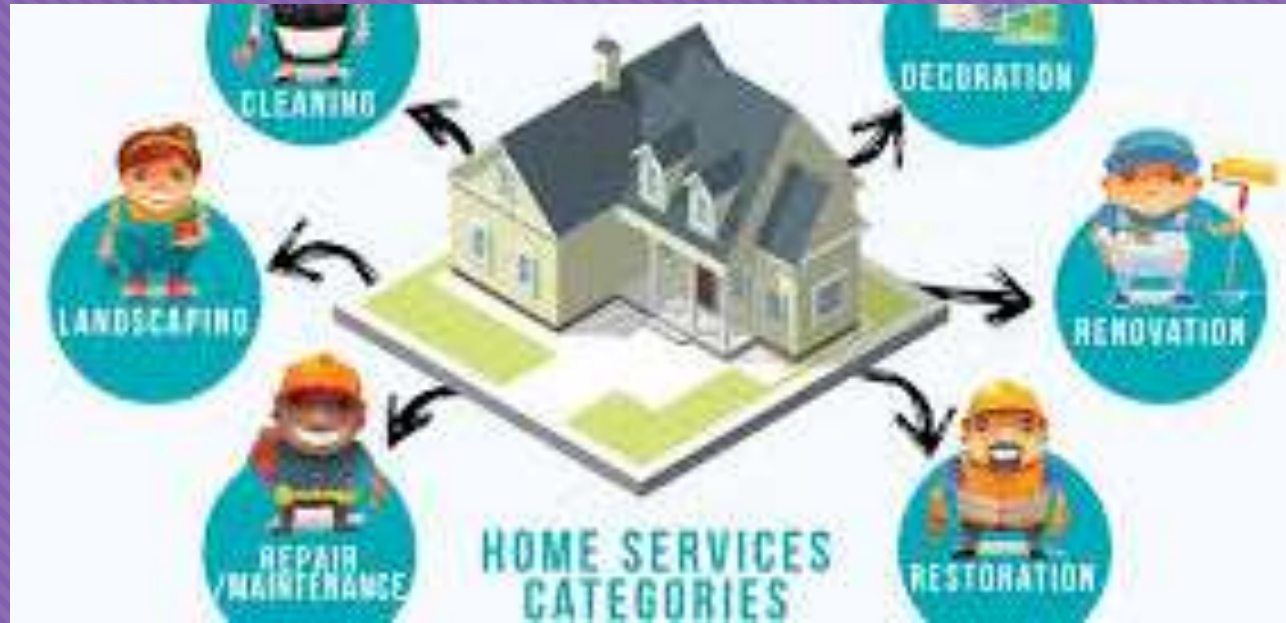 CLEANING
DECORATION
LANDSCAPING
RENOVATION
REPAIR
/MAINTENANCE
RESTORATION
HOME SERVICES
CATEGORIES